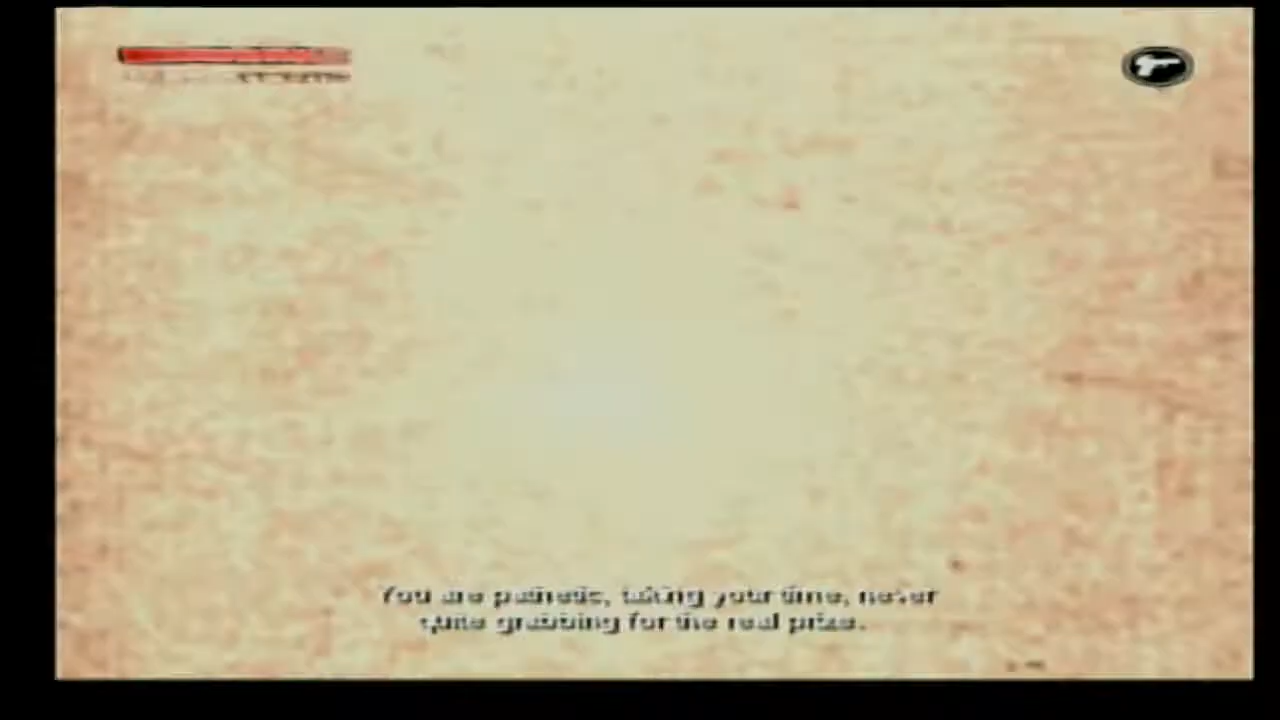 You are pathetic, taking your time, never
quite grabbing for the real prize.